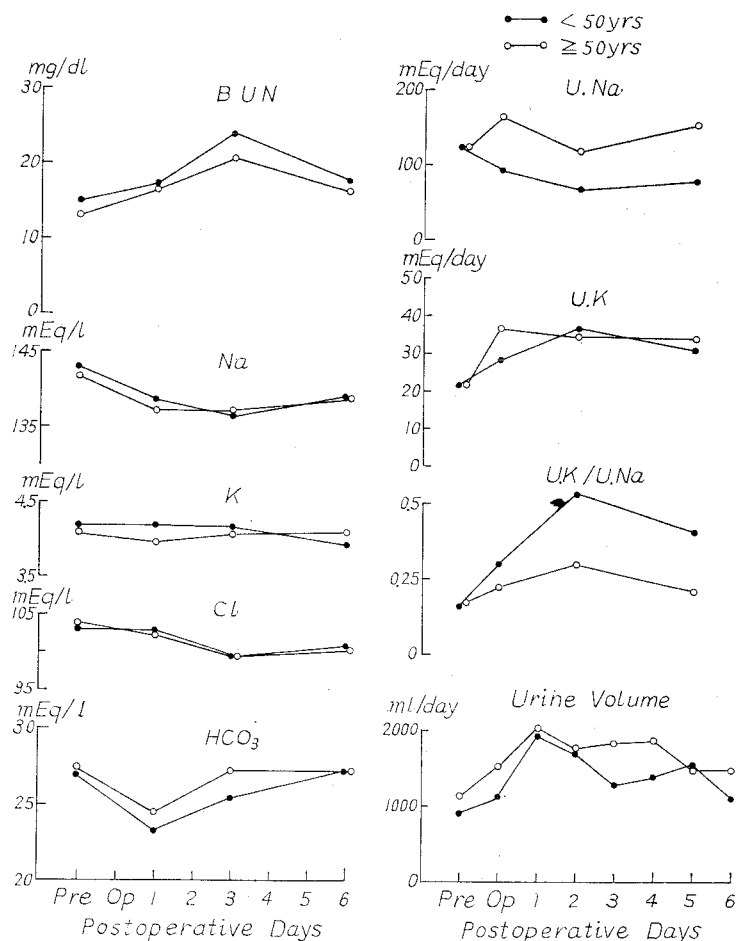 < 50yrs
≧ 50yrs
mg/dl
BUN
30
20
10
0
mEq/l
Na
145
135
mEq/l
K
4.5
3.5
mEq/l
Cl
105
95
mEq/l
HCO₃
30
25
20
Pre Op 1 2 3 4 5 6
Postoperative Days
mEq/day
U.Na
200
100
0
mEq/day
U.K
50
40
30
20
10
0
U.K/U.Na
0.5
0.25
0
ml/day
Urine Volume
2000
1000
0
Pre Op 1 2 3 4 5 6
Postoperative Days